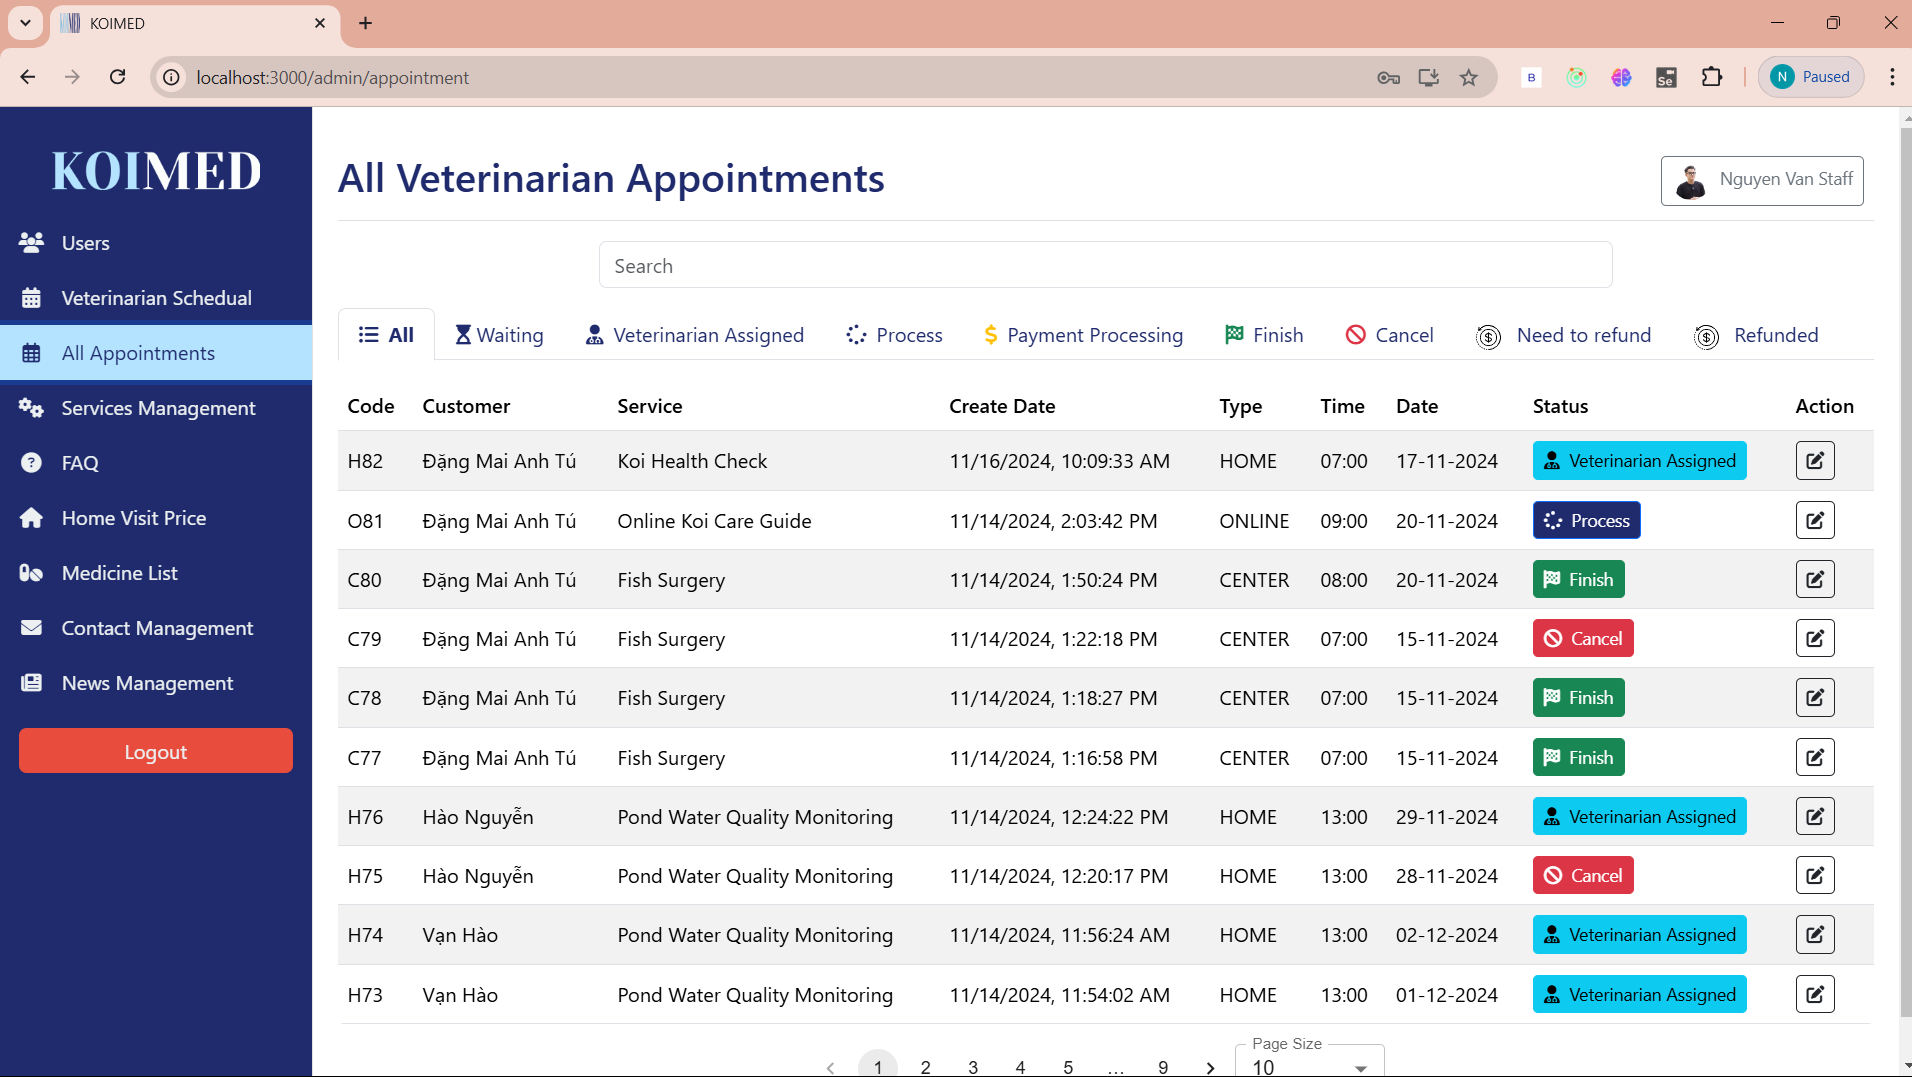 KOIMED
localhost:3000/admin/appointment
B
Se
N Paused
KOIMED
Users
Veterinarian Schedual
All Appointments
Services Management
FAQ
Home Visit Price
Medicine List
Contact Management
News Management
Logout
All Veterinarian Appointments
Nguyen Van Staff
Search
All Waiting Veterinarian Assigned Process Payment Processing Finish Cancel Need to refund Refunded
Code Customer Service Create Date Type Time Date Status Action
H82 Đặng Mai Anh Tú Koi Health Check 11/16/2024, 10:09:33 AM HOME 07:00 17-11-2024 Veterinarian Assigned
O81 Đặng Mai Anh Tú Online Koi Care Guide 11/14/2024, 2:03:42 PM ONLINE 09:00 20-11-2024 Process
C80 Đặng Mai Anh Tú Fish Surgery 11/14/2024, 1:50:24 PM CENTER 08:00 20-11-2024 Finish
C79 Đặng Mai Anh Tú Fish Surgery 11/14/2024, 1:22:18 PM CENTER 07:00 15-11-2024 Cancel
C78 Đặng Mai Anh Tú Fish Surgery 11/14/2024, 1:18:27 PM CENTER 07:00 15-11-2024 Finish
C77 Đặng Mai Anh Tú Fish Surgery 11/14/2024, 1:16:58 PM CENTER 07:00 15-11-2024 Finish
H76 Hào Nguyễn Pond Water Quality Monitoring 11/14/2024, 12:24:22 PM HOME 13:00 29-11-2024 Veterinarian Assigned
H75 Hào Nguyễn Pond Water Quality Monitoring 11/14/2024, 12:20:17 PM HOME 13:00 28-11-2024 Cancel
H74 Vạn Hào Pond Water Quality Monitoring 11/14/2024, 11:56:24 AM HOME 13:00 02-12-2024 Veterinarian Assigned
H73 Vạn Hào Pond Water Quality Monitoring 11/14/2024, 11:54:02 AM HOME 13:00 01-12-2024 Veterinarian Assigned
Page Size
1 2 3 4 5 ... 9 10